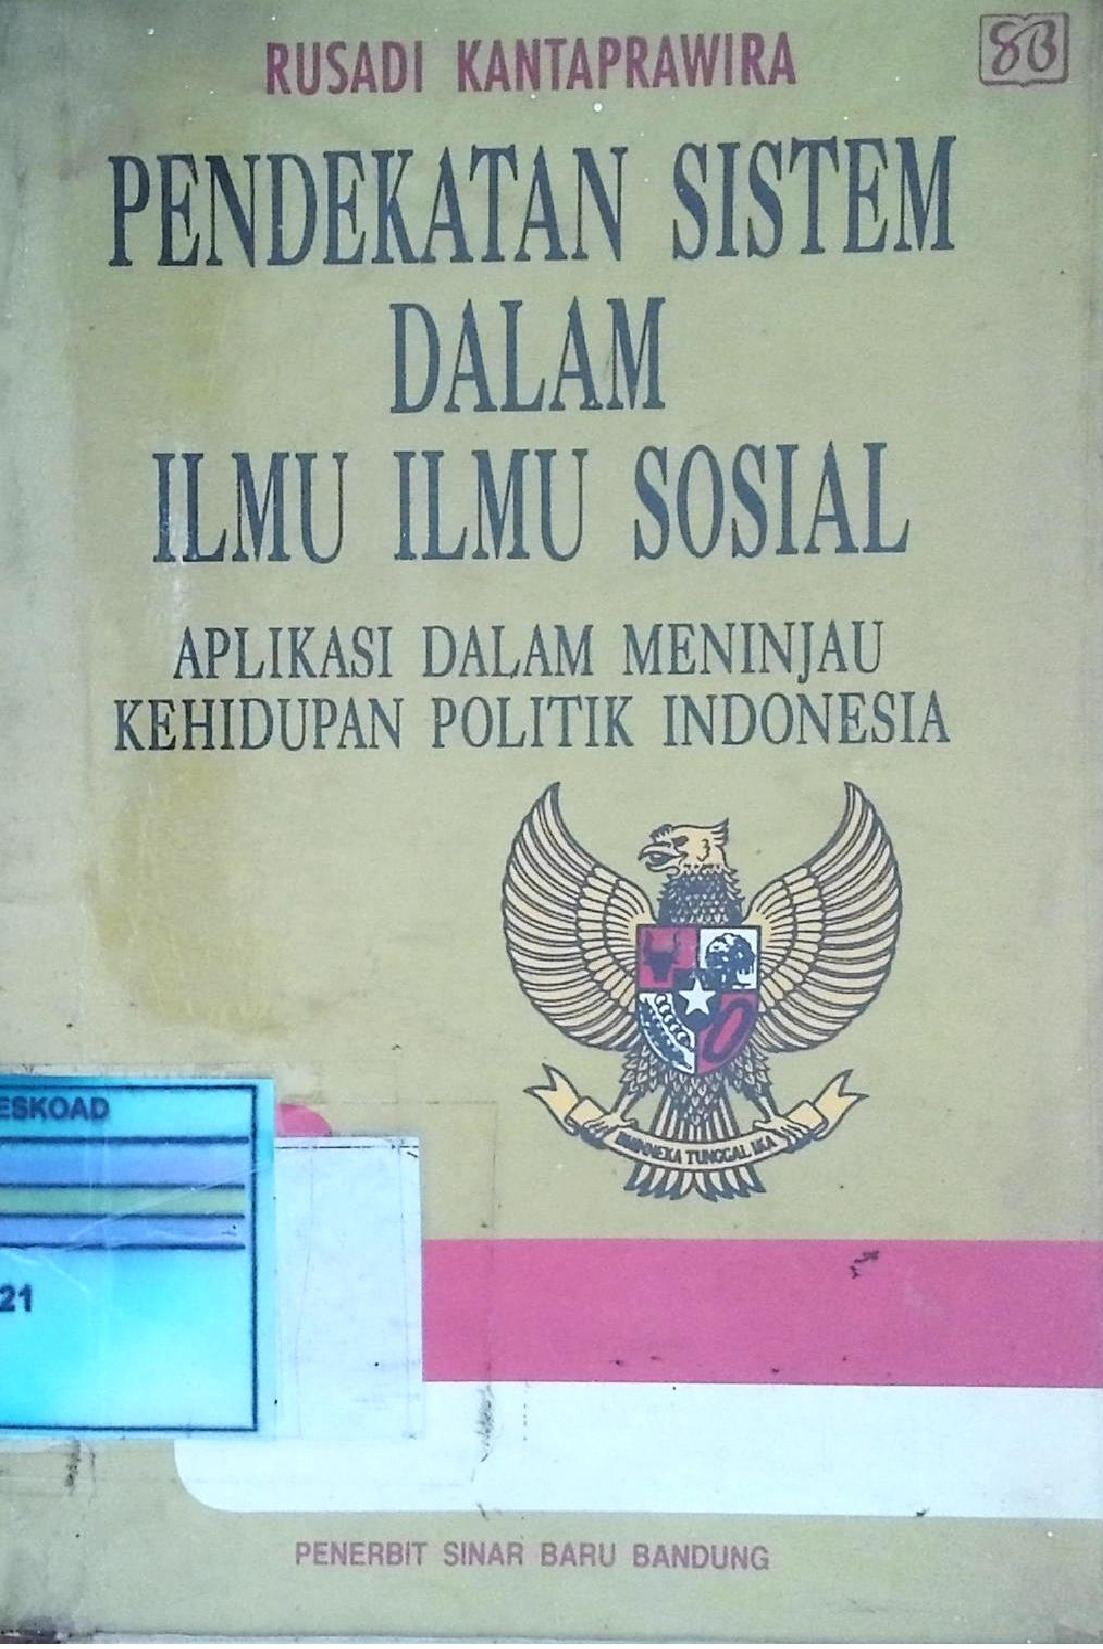 RUSADI KANTAPRAWIRA
SB
PENDEKATAN SISTEM
DALAM
ILMU ILMU SOSIAL
APLIKASI DALAM MENINJAU
KEHIDUPAN POLITIK INDONESIA
BHINNEKA TUNGGAL IKA
ESKOAD
21
PENERBIT SINAR BARU BANDUNG